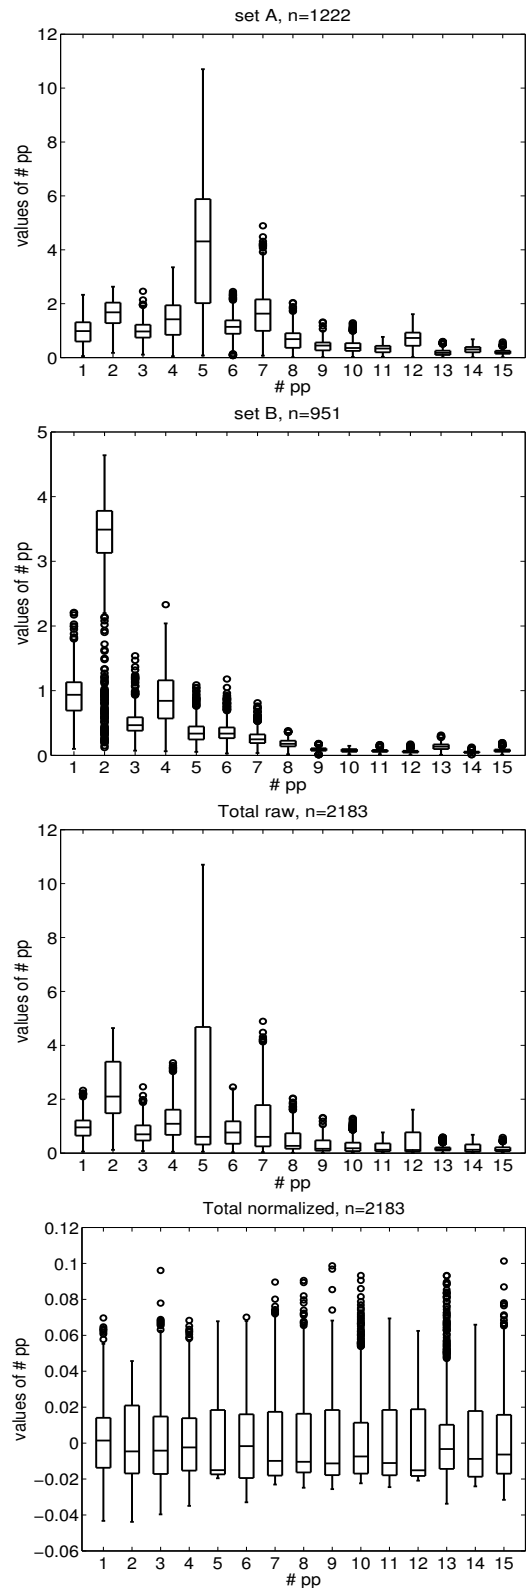 set A, n=1222
12
10
8
6
4
2
0
values of # pp
1 2 3 4 5 6 7 8 9 10 11 12 13 14 15
# pp
set B, n=951
5
4
3
2
1
0
values of # pp
1 2 3 4 5 6 7 8 9 10 11 12 13 14 15
# pp
Total raw, n=2183
12
10
8
6
4
2
0
values of # pp
1 2 3 4 5 6 7 8 9 10 11 12 13 14 15
# pp
Total normalized, n=2183
0.12
0.1
0.08
0.06
0.04
0.02
0
−0.02
−0.04
−0.06
values of # pp
1 2 3 4 5 6 7 8 9 10 11 12 13 14 15
# pp